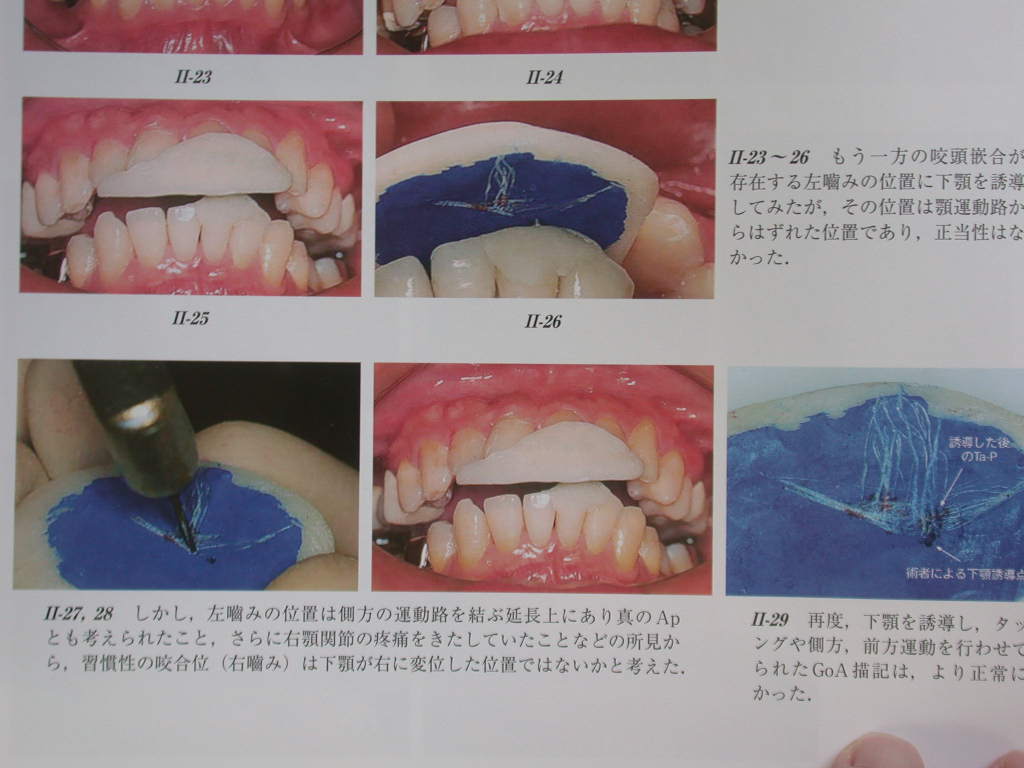 II-23
II-24
II-23～26　もう一方の咬頭嵌合が
存在する左噛みの位置に下顎を誘導
してみたが，その位置は顎運動路か
らはずれた位置であり，正当性はな
かった．
II-25
II-26
誘導した後
のTa-P
術者による下顎誘導点
II-27, 28　しかし，左噛みの位置は側方の運動路を結ぶ延長上にあり真のAp
とも考えられたこと，さらに右顎関節の疼痛をきたしていたことなどの所見か
ら，習慣性の咬合位（右噛み）は下顎が右に変位した位置ではないかと考えた．
II-29　再度，下顎を誘導し，タッ
ングや側方，前方運動を行わせて
られたGoA描記は，より正常に
かった．